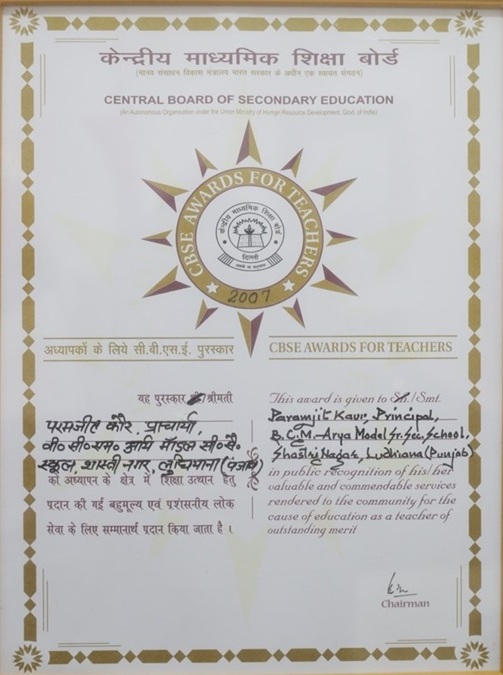 केन्द्रीय माध्यमिक शिक्षा बोर्ड
(मानव संसाधन विकास मंत्रालय भारत सरकार के अधीन एक स्वायत्त संगठन)
CENTRAL BOARD OF SECONDARY EDUCATION
(An Autonomous Organisation under the Union Ministry of Human Resource Development, Govt. of India)
CBSE AWARDS FOR TEACHERS
केन्द्रीय माध्यमिक शिक्षा बोर्ड
दिल्ली
2007
अध्यापकों के लिये सी.बी.एस.ई. पुरस्कार
यह पुरस्कार श्रीमती
परमजीत कौर, प्राचार्या,
बी०सी०एम० आर्य मॉडल सी०सै०
स्कूल, शास्त्री नगर, लुधियाना (पंजाब)
को अध्यापन के क्षेत्र में शिक्षा उत्थान हेतु
प्रदान की गई बहुमूल्य एवं प्रशंसनीय लोक
सेवा के लिए सम्मानार्थ प्रदान किया जाता है ।
CBSE AWARDS FOR TEACHERS
This award is given to Sh./Smt.
Paramjit Kaur, Principal,
B.C.M.-Arya Model Sr. Sec. School,
Shastri Nagar, Ludhiana (Punjab)
in public recognition of his/her
valuable and commendable services
rendered to the community for the
cause of education as a teacher of
outstanding merit
Chairman